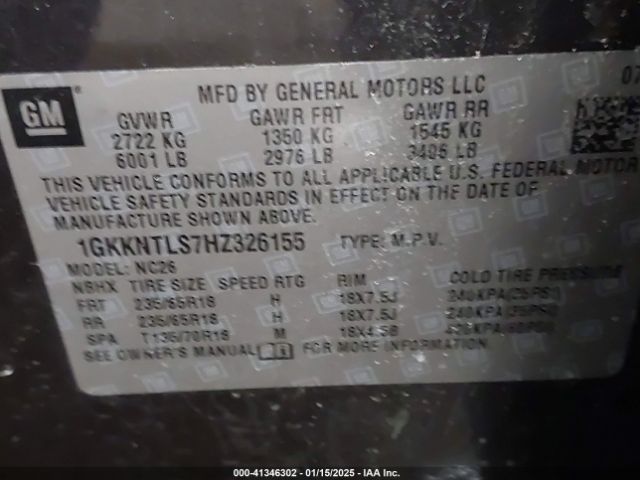 GM
MFD BY GENERAL MOTORS LLC 07
GVWR GAWR FRT GAWR RR
2722 KG 1350 KG 1545 KG
6001 LB 2976 LB 3406 LB
THIS VEHICLE CONFORMS TO ALL APPLICABLE U.S. FEDERAL MOTOR
VEHICLE SAFETY STANDARDS IN EFFECT ON THE DATE OF
MANUFACTURE SHOWN ABOVE.
1GKKNTLS7HZ326155 TYPE: M.P.V.
MODEL: NC26
NBHX TIRE SIZE SPEED RTG RIM COLD TIRE PRESSURE
FRT 235/65R18 H 18X7.5J 240KPA(35PSI)
RR 235/65R18 H 18X7.5J 240KPA(35PSI)
SPA T135/70R18 M 18X4.5B 420KPA(60PSI)
SEE OWNER'S MANUAL FOR MORE INFORMATION.
000-41346302 - 01/15/2025 - IAA Inc.